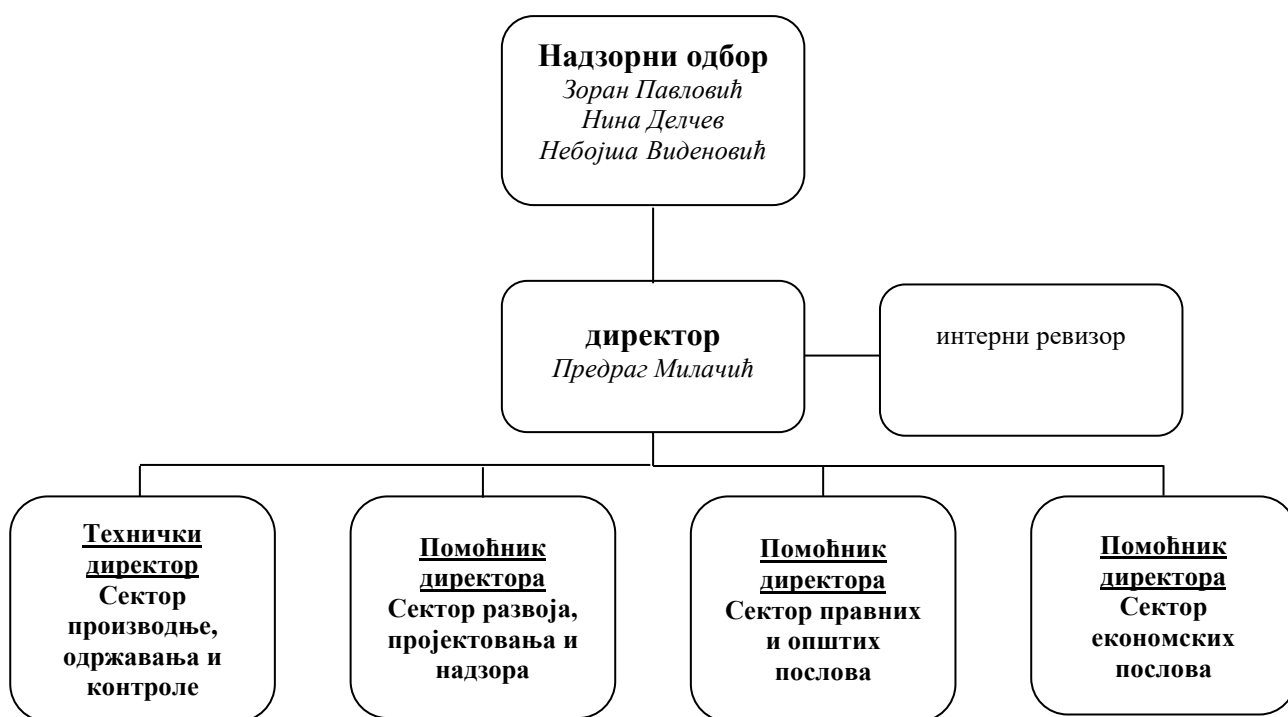 Надзорни одбор
Зоран Павловић
Нина Делчев
Небојша Виденовић
директор
Предраг Милачић
интерни ревизор
Технички
директор
Сектор
производње,
одржавања и
контроле
Помоћник
директора
Сектор развоја,
пројектовања и
надзора
Помоћник
директора
Сектор правних
и општих
послова
Помоћник
директора
Сектор
економских
послова